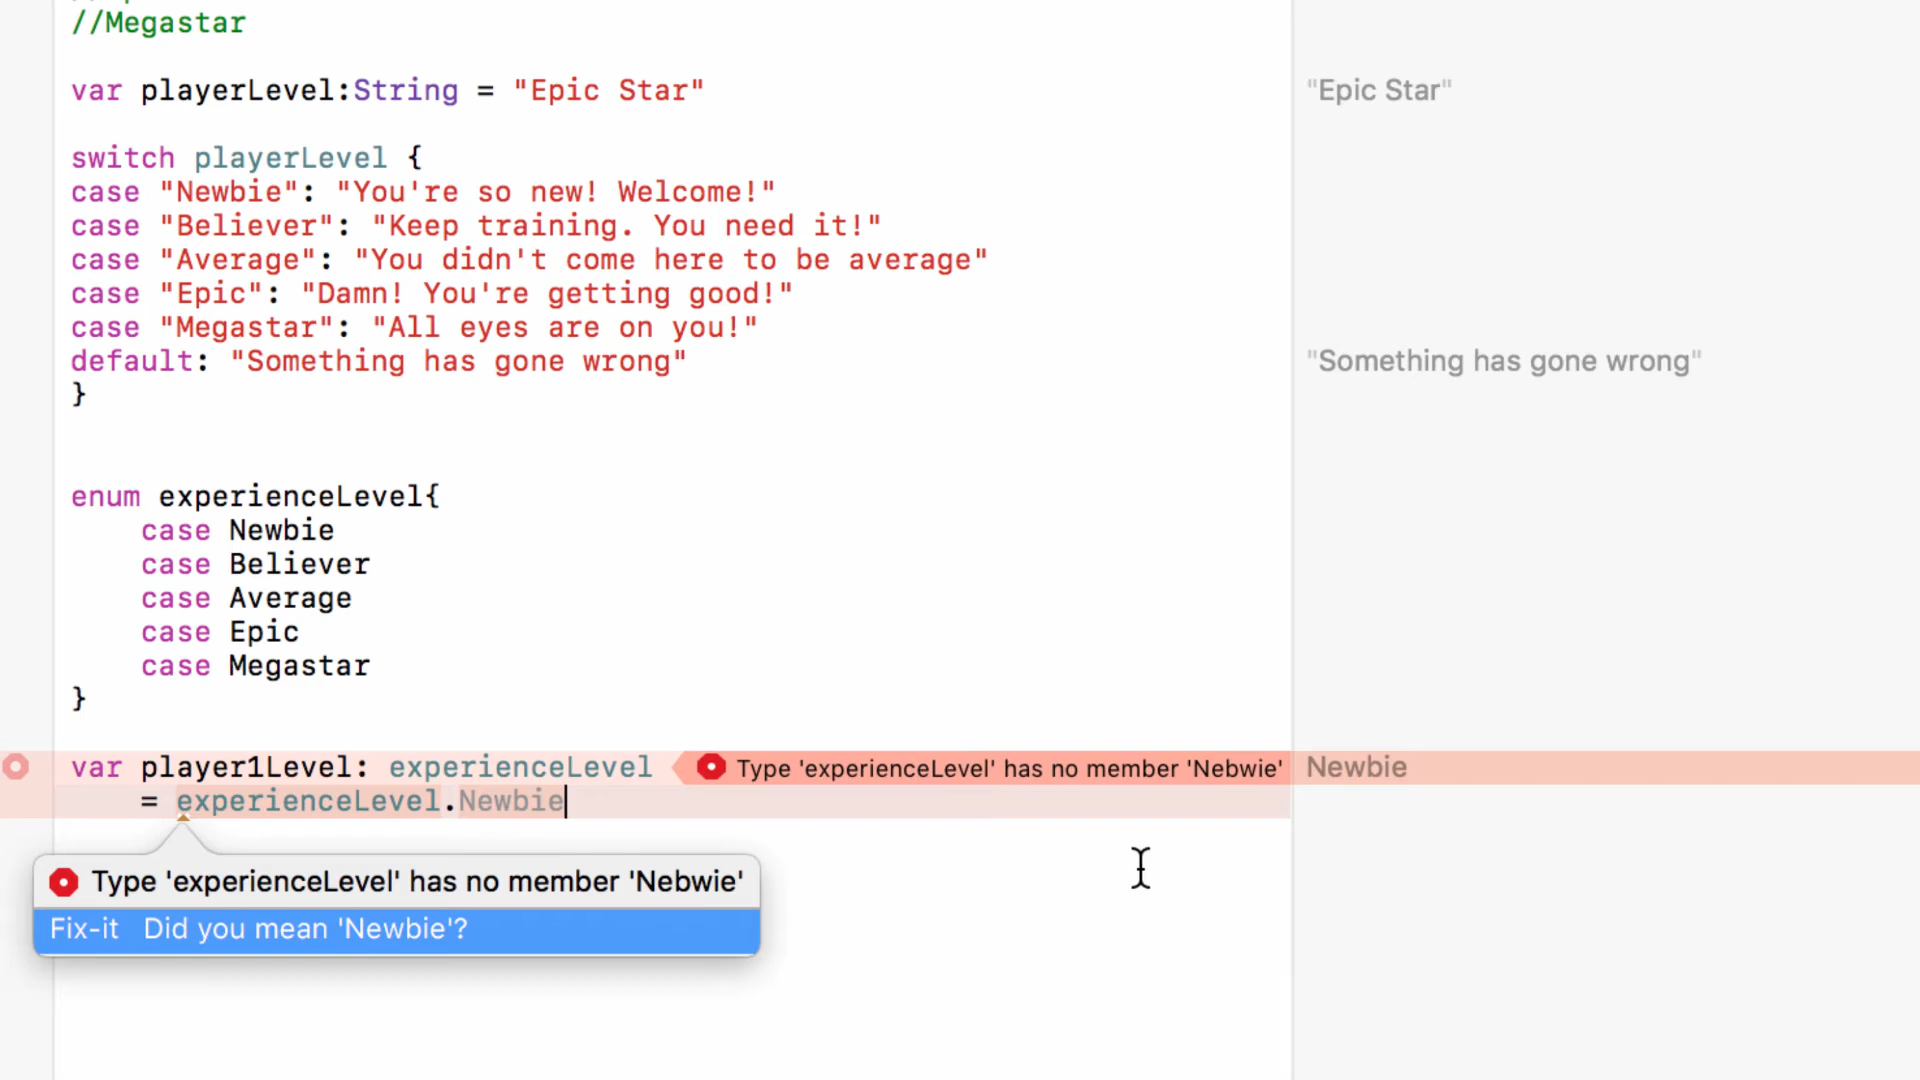 //Megastar
var playerLevel:String = "Epic Star"
"Epic Star"
switch playerLevel {
case "Newbie": "You're so new! Welcome!"
case "Believer": "Keep training. You need it!"
case "Average": "You didn't come here to be average"
case "Epic": "Damn! You're getting good!"
case "Megastar": "All eyes are on you!"
default: "Something has gone wrong"
"Something has gone wrong"
}
enum experienceLevel{
case Newbie
case Believer
case Average
case Epic
case Megastar
}
var player1Level: experienceLevel
Type 'experienceLevel' has no member 'Nebwie'
Newbie
= experienceLevel.Newbie
Type 'experienceLevel' has no member 'Nebwie'
Fix-it Did you mean 'Newbie'?